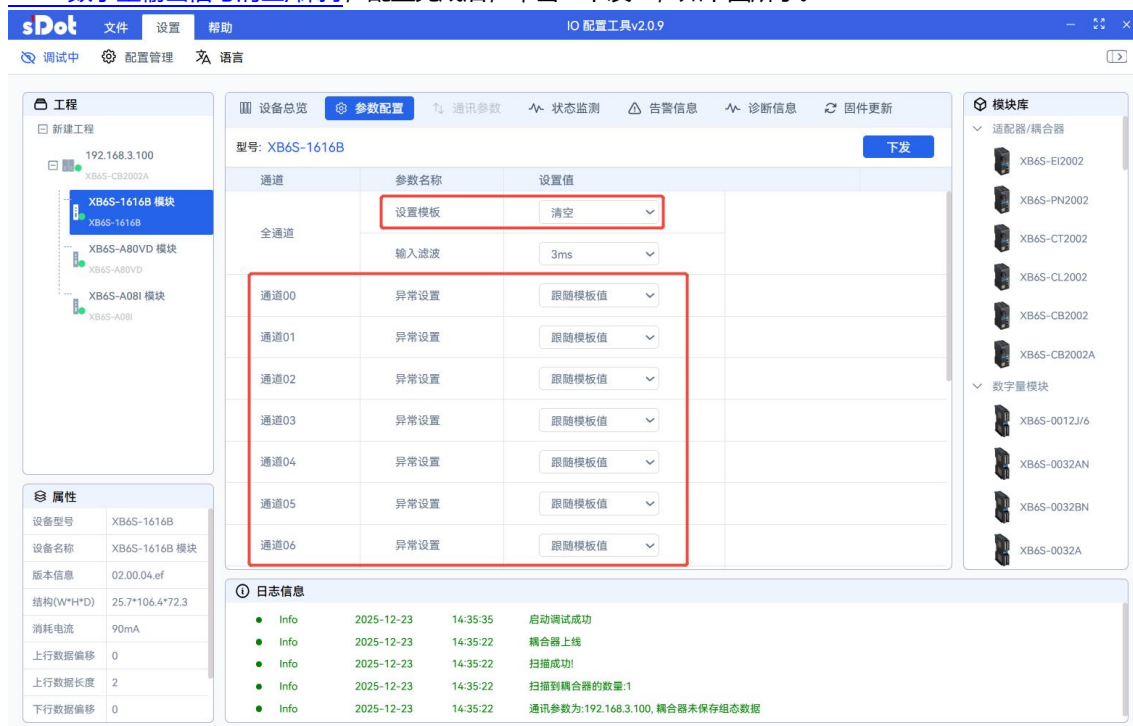 sDot 文件 设置 帮助 IO 配置工具v2.0.9
调试中 配置管理 语言
工程
新建工程
192.168.3.100
XB6S-CB2002A
XB6S-1616B 模块
XB6S-1616B
XB6S-A80VD 模块
XB6S-A80VD
XB6S-A08I 模块
XB6S-A08I
属性
设备型号 XB6S-1616B
设备名称 XB6S-1616B 模块
版本信息 02.00.04.ef
结构(W*H*D) 25.7*106.4*72.3
消耗电流 90mA
上行数据偏移 0
上行数据长度 2
下行数据偏移 0
设备总览 参数配置 通讯参数 状态监测 告警信息 诊断信息 固件更新
型号: XB6S-1616B 下发
通道 参数名称 设置值
全通道 设置模板 清空
输入滤波 3ms
通道00 异常设置 跟随模板值
通道01 异常设置 跟随模板值
通道02 异常设置 跟随模板值
通道03 异常设置 跟随模板值
通道04 异常设置 跟随模板值
通道05 异常设置 跟随模板值
通道06 异常设置 跟随模板值
日志信息
Info 2025-12-23 14:35:35 启动调试成功
Info 2025-12-23 14:35:22 耦合器上线
Info 2025-12-23 14:35:22 扫描成功!
Info 2025-12-23 14:35:22 扫描到耦合器的数量:1
Info 2025-12-23 14:35:22 通讯参数为:192.168.3.100, 耦合器未保存组态数据
模块库
适配器/耦合器
XB6S-EI2002
XB6S-PN2002
XB6S-CT2002
XB6S-CL2002
XB6S-CB2002
XB6S-CB2002A
数字量模块
XB6S-0012J/6
XB6S-0032AN
XB6S-0032BN
XB6S-0032A